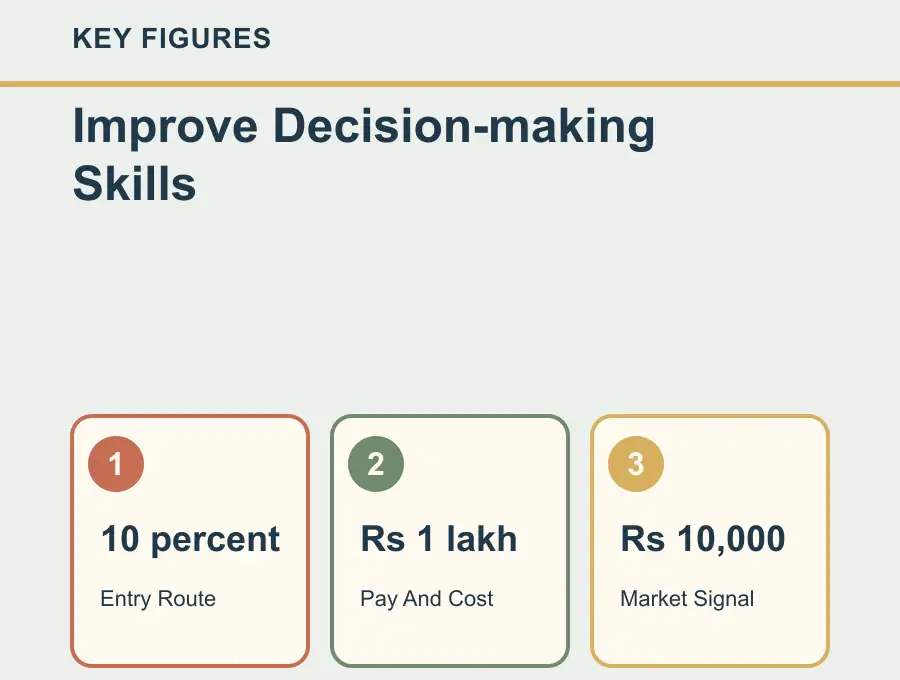 KEY FIGURES
Improve Decision-making
Skills
1
10 percent
Entry Route
2
Rs 1 lakh
Pay And Cost
3
Rs 10,000
Market Signal